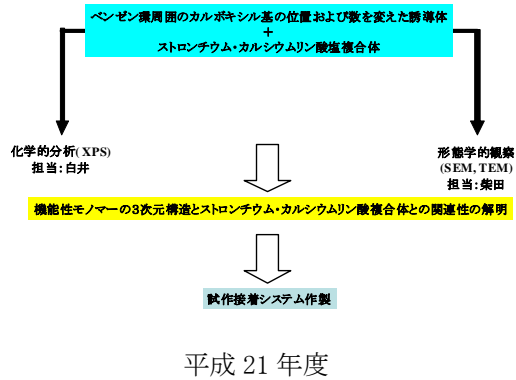 ベンゼン環周囲のカルボキシル基の位置および数を変えた誘導体
+
ストロンチウム・カルシウムリン酸塩複合体
化学的分析(XPS)
担当:白井
形態学的観察
(SEM, TEM)
担当:柴田
機能性モノマーの3次元構造とストロンチウム・カルシウムリン酸複合体との関連性の解明
試作接着システム作製
平成 21 年度